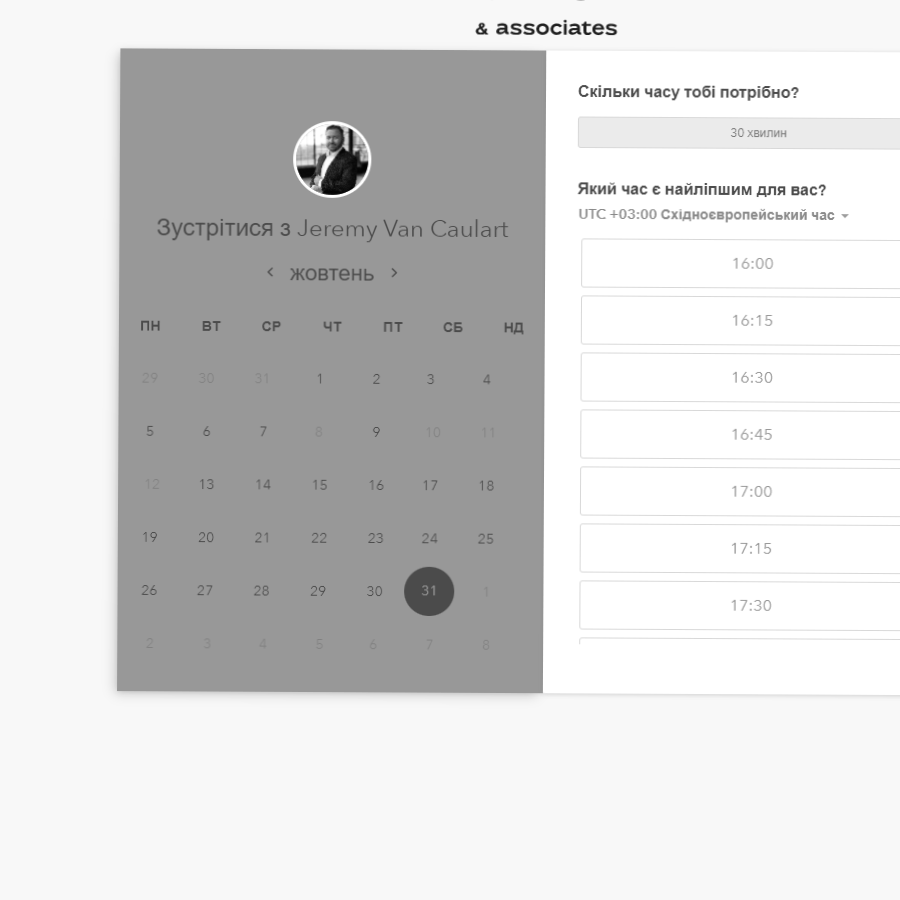 & associates
Зустрітися з Jeremy Van Caulart
жовтень
ПН ВТ СР ЧТ ПТ СБ НД
29 30 31 1 2 3 4
5 6 7 8 9 10 11
12 13 14 15 16 17 18
19 20 21 22 23 24 25
26 27 28 29 30 31 1
2 3 4 5 6 7 8
Скільки часу тобі потрібно?
30 хвилин
Який час є найліпшим для вас?
UTC +03:00 Східноєвропейський час
16:00
16:15
16:30
16:45
17:00
17:15
17:30